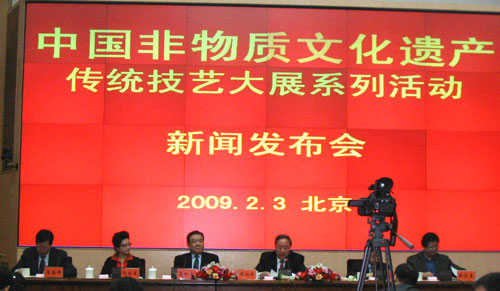 中国非物质文化遗产
传统技艺大展系列活动
新闻发布会
2009.2.3 北京